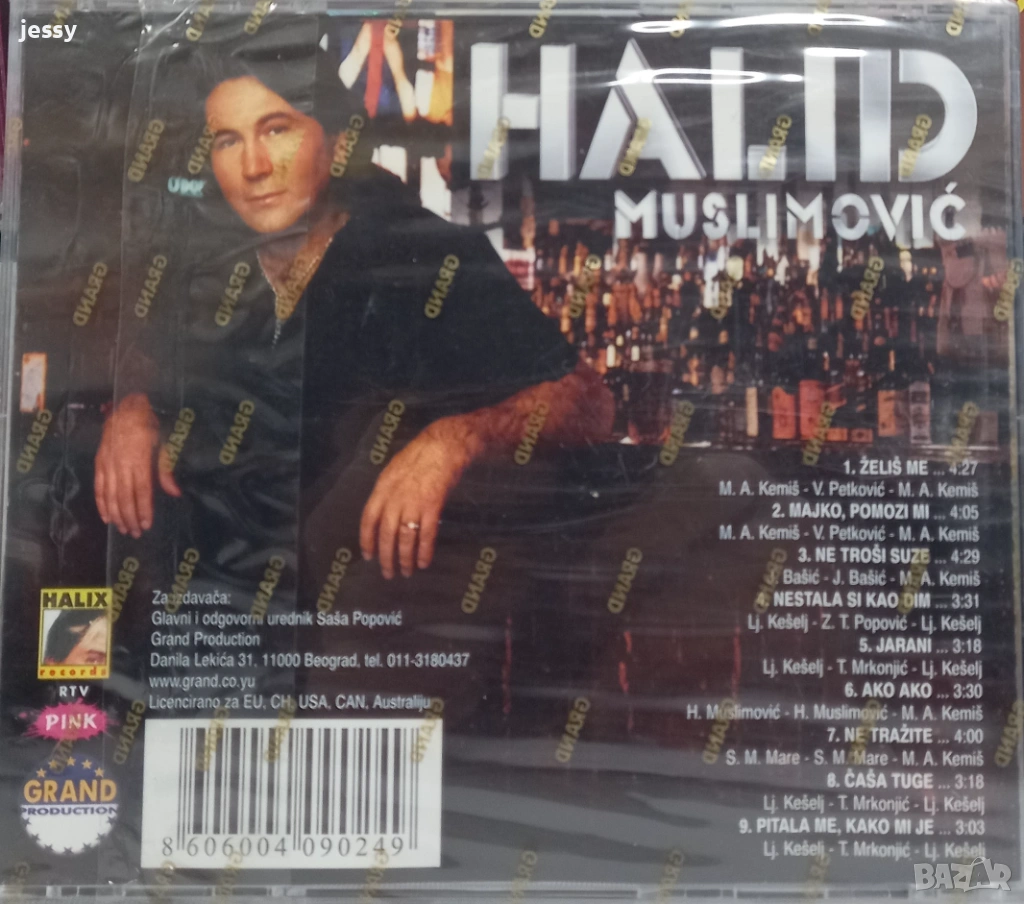 jessy
HALID
MUSLIMOVIĆ
1. ŽELIŠ ME ... 4:27
M. A. Kemiš - V. Petković - M. A. Kemiš
2. MAJKO, POMOZI MI ... 4:05
M. A. Kemiš - V. Petković - M. A. Kemiš
3. NE TROŠI SUZE ... 4:29
J. Bašić - J. Bašić - M. A. Kemiš
4. NESTALA SI KAO DIM ... 3:31
Lj. Kešelj - Z. T. Popović - Lj. Kešelj
5. JARANI ... 3:18
Lj. Kešelj - T. Mrkonjić - Lj. Kešelj
6. AKO AKO ... 3:30
H. Muslimović - H. Muslimović - M. A. Kemiš
7. NE TRAŽITE ... 4:00
S. M. Mare - S. M. Mare - M. A. Kemiš
8. ČAŠA TUGE ... 3:18
Lj. Kešelj - T. Mrkonjić - Lj. Kešelj
9. PITALA ME, KAKO MI JE ... 3:03
Lj. Kešelj - T. Mrkonjić - Lj. Kešelj
Za izdavača:
Glavni i odgovorni urednik Saša Popović
Grand Production
Danila Lekića 31, 11000 Beograd, tel. 011-3180437
www.grand.co.yu
Licencirano za EU, CH, USA, CAN, Australiju
HALIX
records
RTV
PINK
GRAND
PRODUCTION
8 606004 090249
GRAND
BAZAR